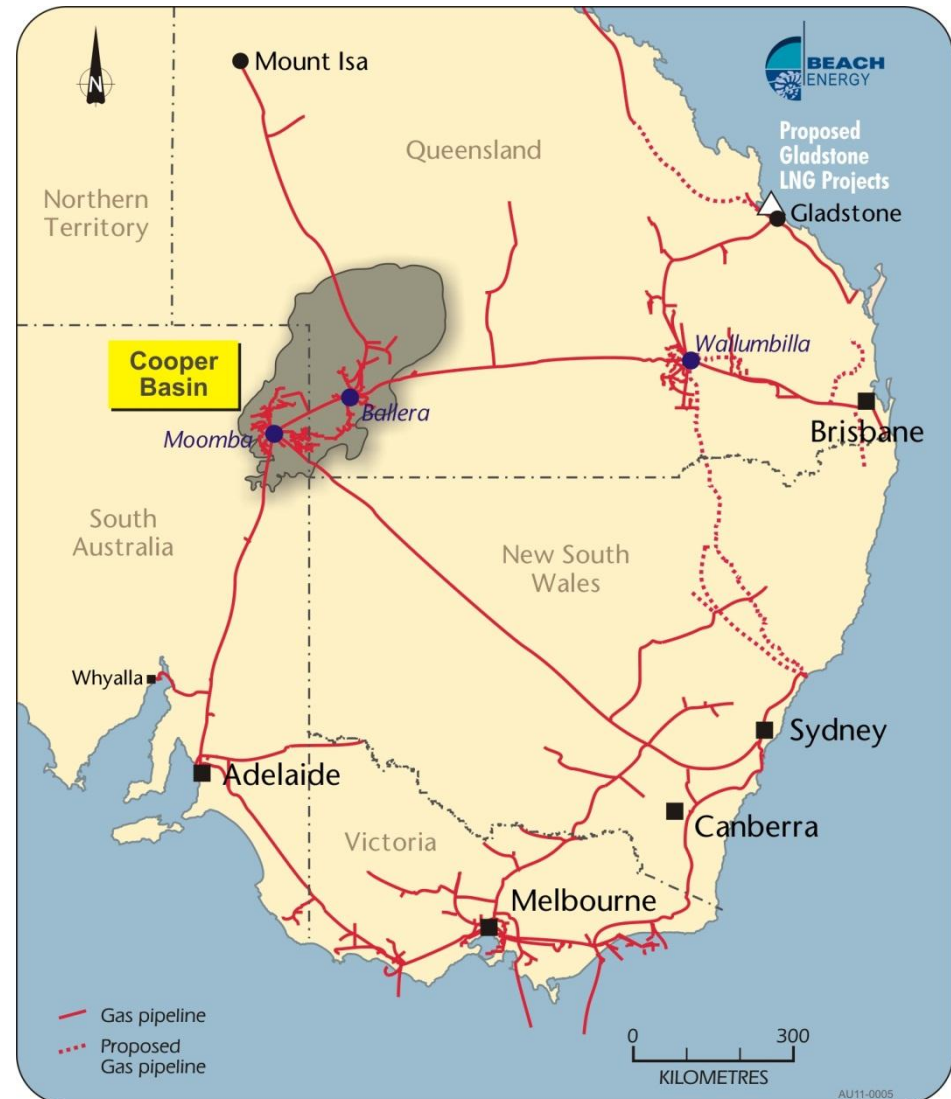 N
Mount Isa
BEACH
ENERGY
Proposed
Gladstone
LNG Projects
Queensland
Northern
Territory
Gladstone
Cooper
Basin
Wallumbilla
Ballera
Brisbane
Moomba
South
Australia
New South
Wales
Whyalla
Sydney
Adelaide
Canberra
Victoria
Melbourne
Gas pipeline
Proposed
Gas pipeline
0 300
KILOMETRES
AU11-0005